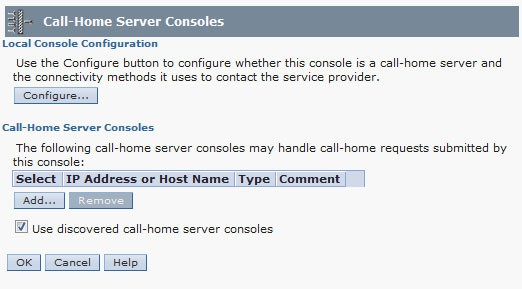 Call-Home Server Consoles
Local Console Configuration
Use the Configure button to configure whether this console is a call-home server and
the connectivity methods it uses to contact the service provider.
Configure...
Call-Home Server Consoles
The following call-home server consoles may handle call-home requests submitted by
this console:
Select IP Address or Host Name Type Comment
Add... Remove
Use discovered call-home server consoles
OK Cancel Help